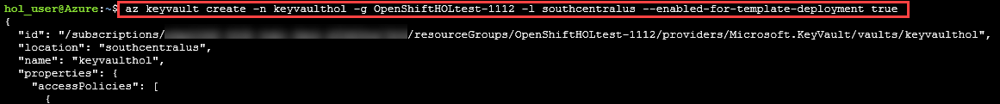 hol_user@Azure:~$ az keyvault create -n keyvaulthol -g OpenShiftHOLtest-1112 -l southcentralus --enabled-for-template-deployment true
{
"id": "/subscriptions/ /resourceGroups/OpenShiftHOLtest-1112/providers/Microsoft.KeyVault/vaults/keyvaulthol",
"location": "southcentralus",
"name": "keyvaulthol",
"properties": {
"accessPolicies": [
{